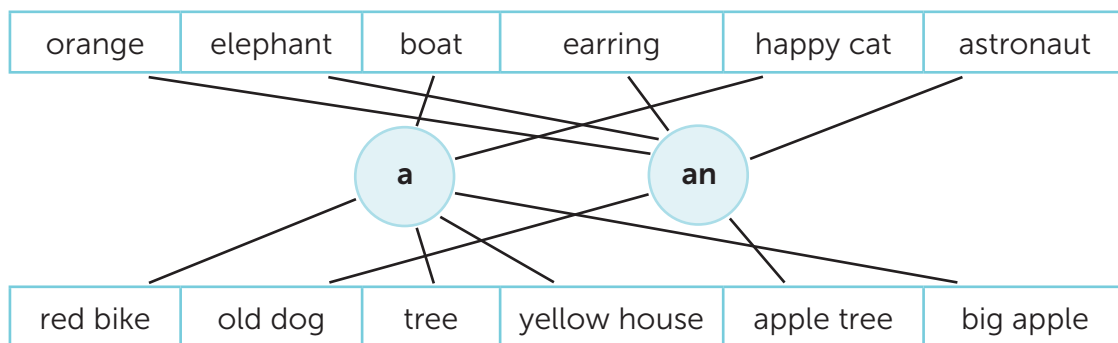 orange elephant boat earring happy cat astronaut
a an
red bike old dog tree yellow house apple tree big apple